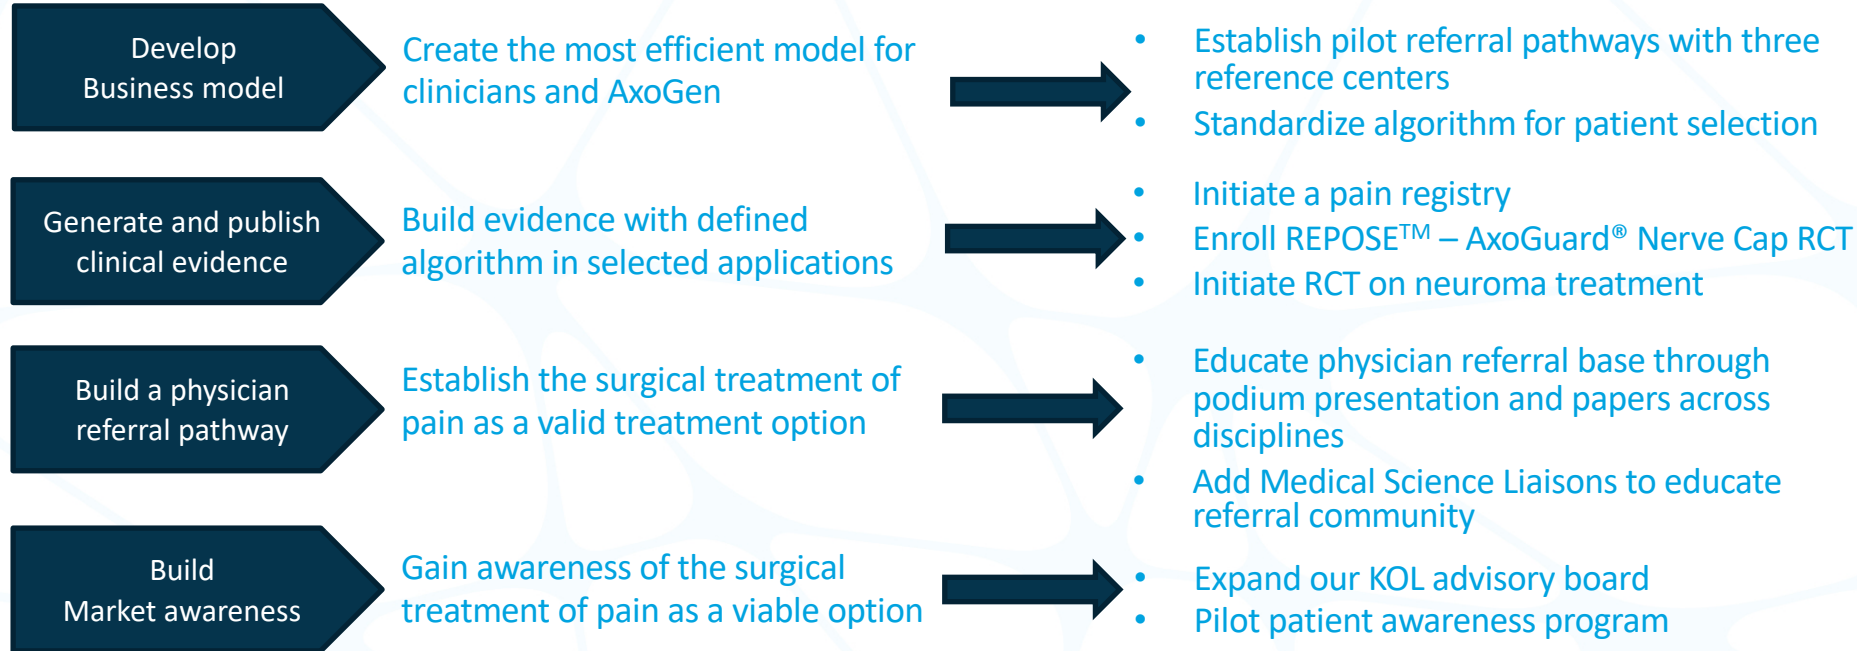 Develop
Business model
Create the most efficient model for
clinicians and AxoGen
• Establish pilot referral pathways with three
reference centers
• Standardize algorithm for patient selection
Generate and publish
clinical evidence
Build evidence with defined
algorithm in selected applications
• Initiate a pain registry
• Enroll REPOSE™ – AxoGuard® Nerve Cap RCT
• Initiate RCT on neuroma treatment
Build a physician
referral pathway
Establish the surgical treatment of
pain as a valid treatment option
• Educate physician referral base through
podium presentation and papers across
disciplines
• Add Medical Science Liaisons to educate
referral community
Build
Market awareness
Gain awareness of the surgical
treatment of pain as a viable option
• Expand our KOL advisory board
• Pilot patient awareness program